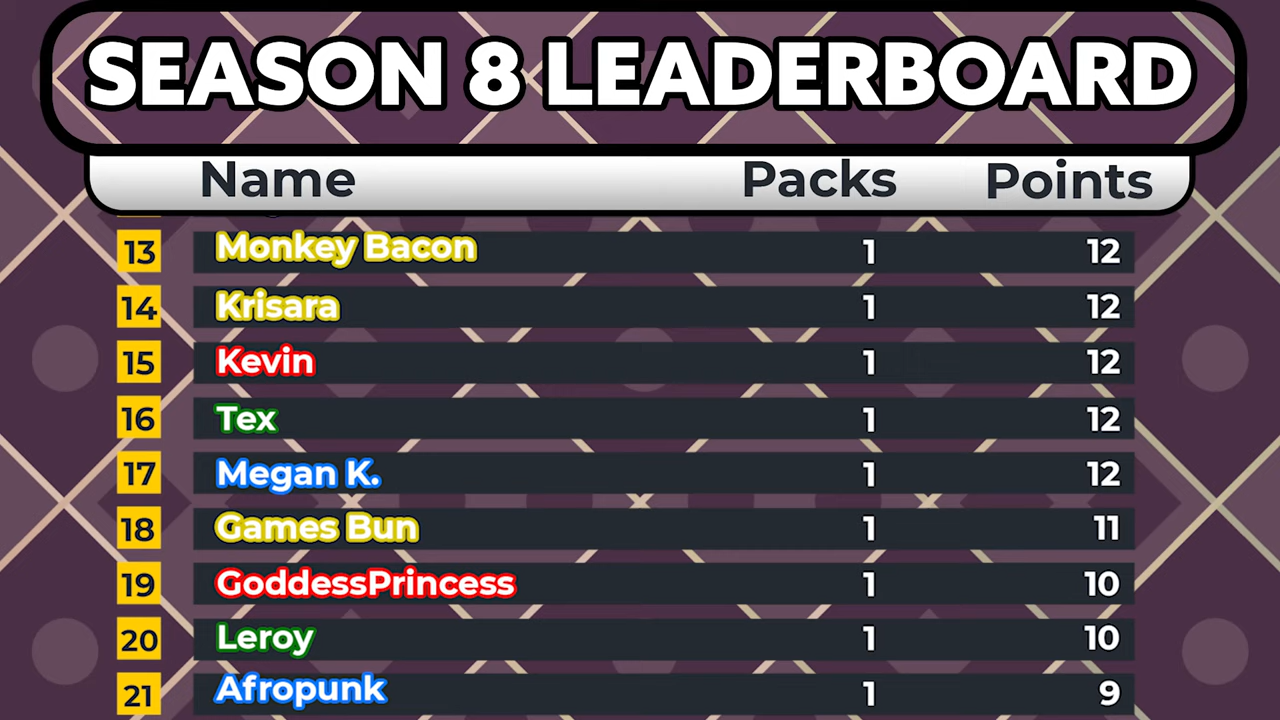 SEASON 8 LEADERBOARD
Name Packs Points
13 Monkey Bacon 1 12
14 Krisara 1 12
15 Kevin 1 12
16 Tex 1 12
17 Megan K. 1 12
18 Games Bun 1 11
19 GoddessPrincess 1 10
20 Leroy 1 10
21 Afropunk 1 9